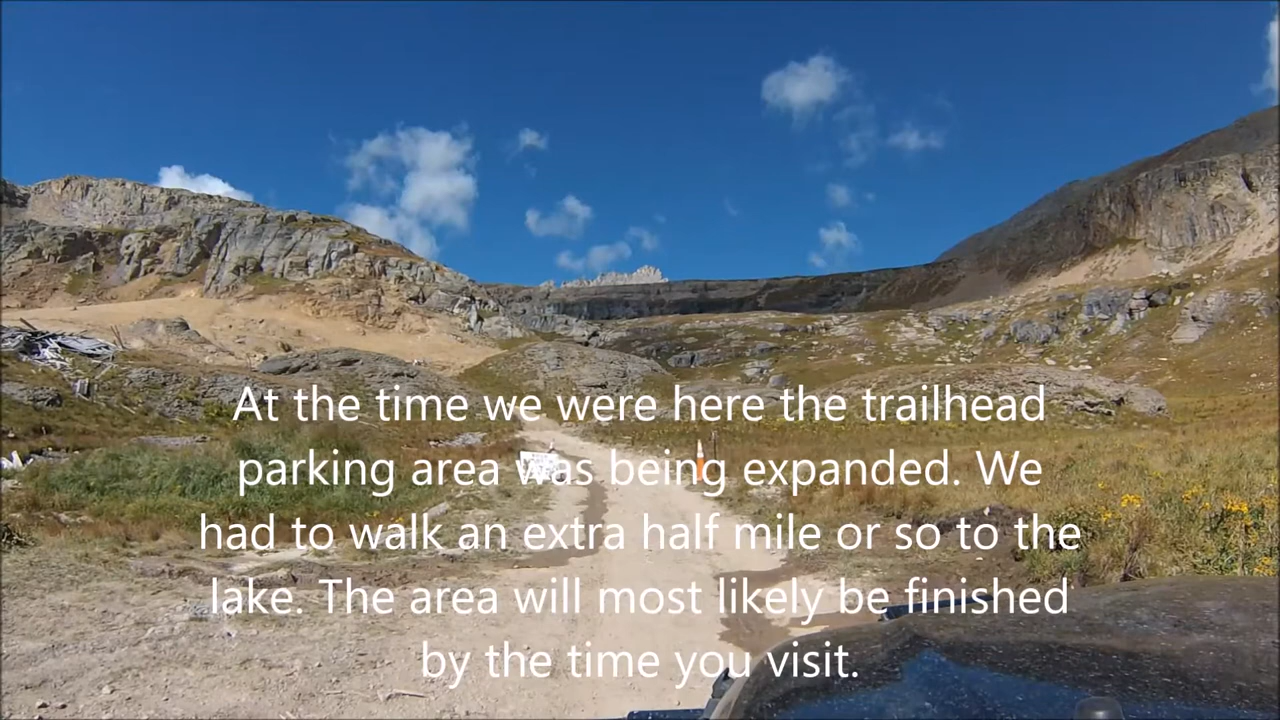 At the time we were here the trailhead
parking area was being expanded. We
had to walk an extra half mile or so to the
lake. The area will most likely be finished
by the time you visit.